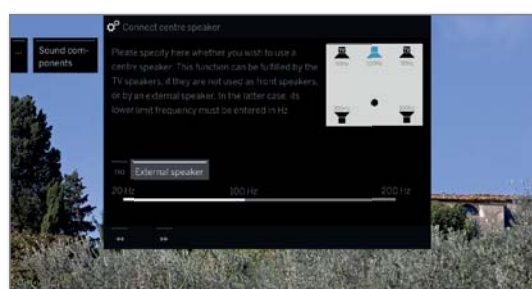 Connect centre speaker
...
Sound com-
ponents
Please specify here whether you wish to use a
centre speaker. This function can be fulfilled by the
TV speakers, if they are not used as front speakers,
or by an external speaker. In the latter case, its
lower limit frequency must be entered in Hz
TV
TV
no
External speaker
20 Hz
100 Hz
200 Hz